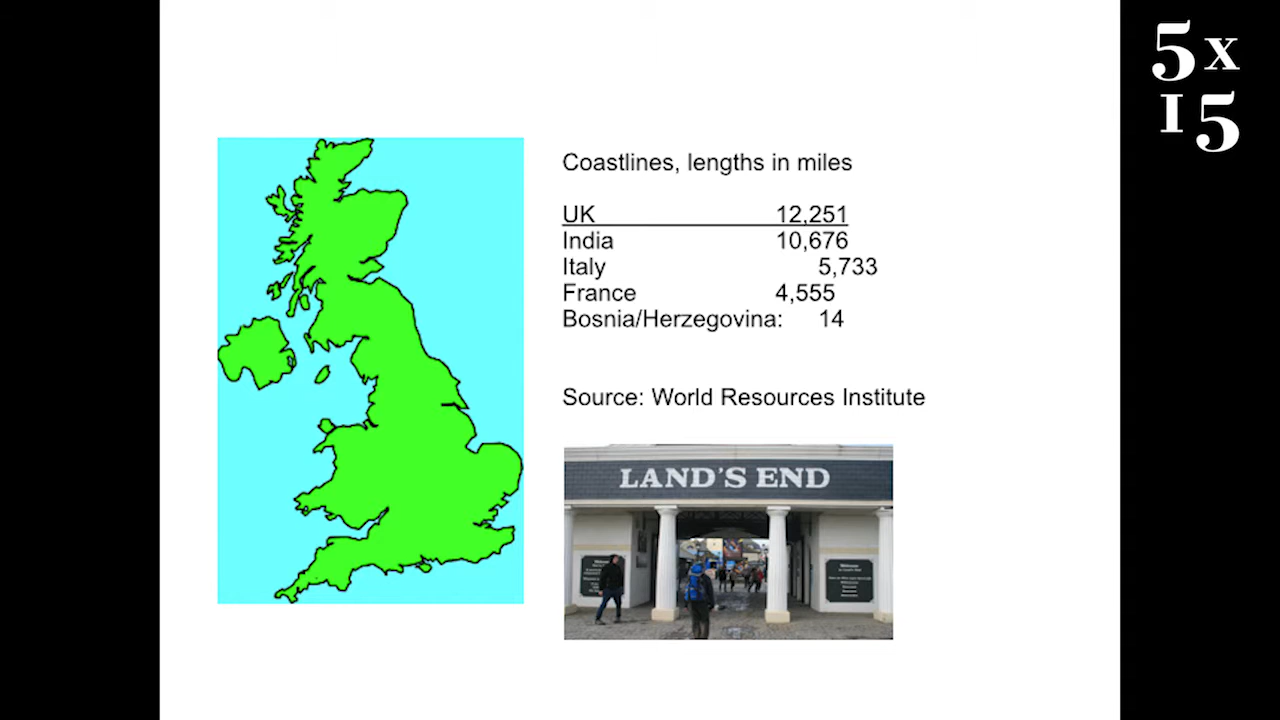 5x
15
Coastlines, lengths in miles
UK 12,251
India 10,676
Italy 5,733
France 4,555
Bosnia/Herzegovina: 14
Source: World Resources Institute
LAND'S END
Welcome